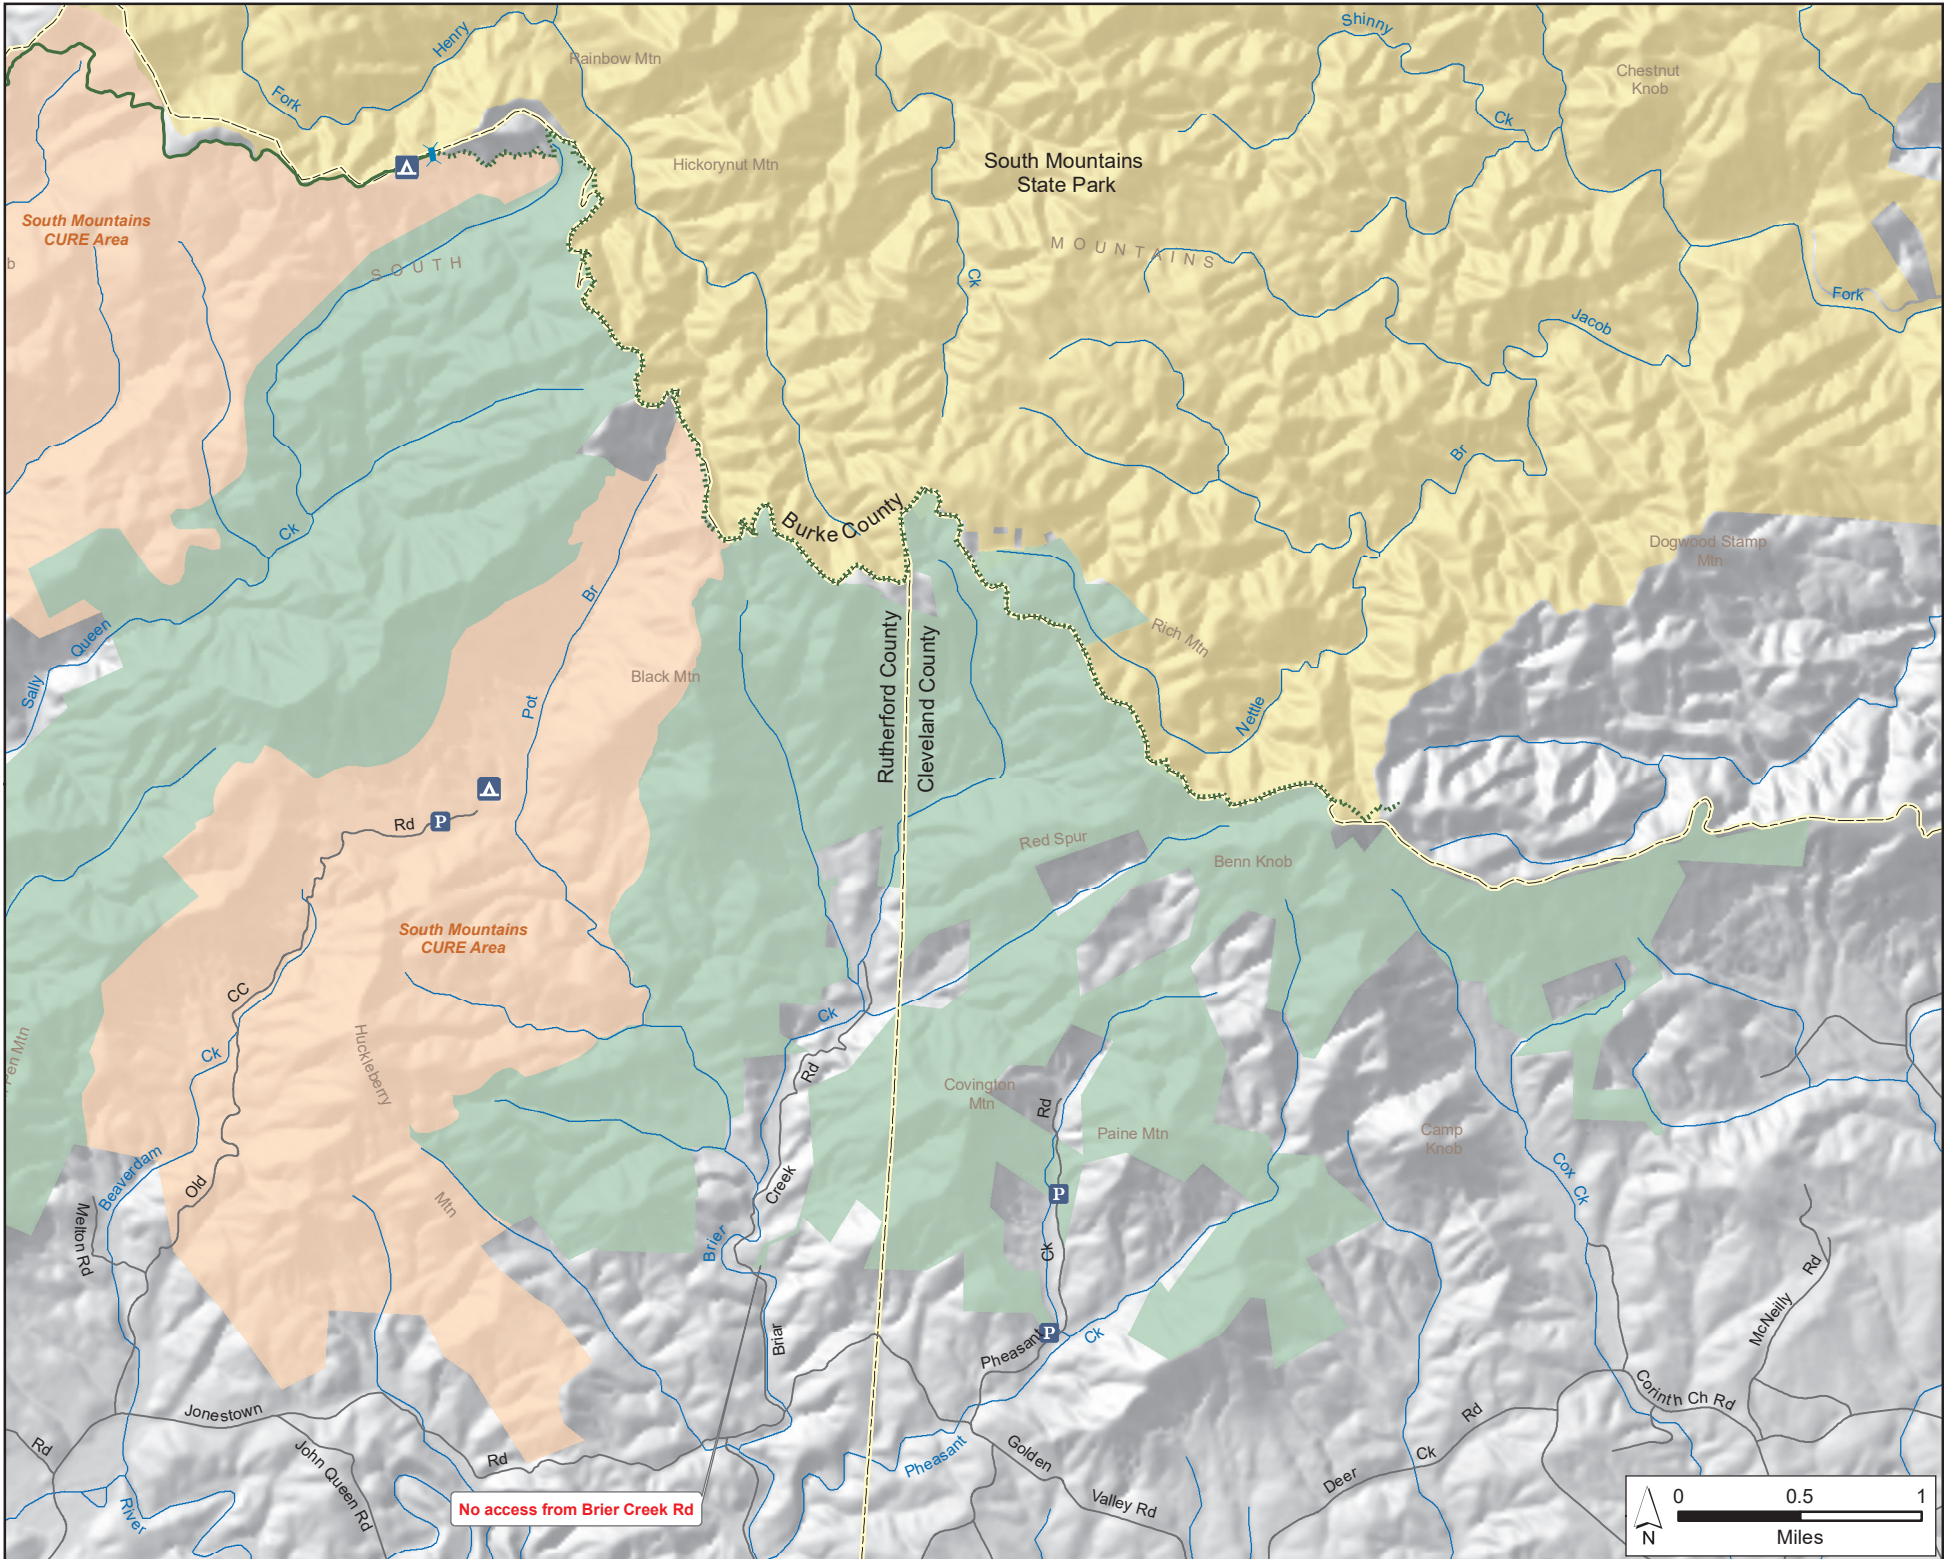 Shinny
Henry
Rainbow Mtn
Chestnut
Knob
Fork
Ck
Hickorynut Mtn
South Mountains
State Park
South Mountains
CURE Area
b
SOUTH
MOUNTAINS
Ck
Fork
Jacob
Br
Burke County
Ck
Dogwood Stamp
Mtn
Br
Queen
Rich Mtn
Sally
Black Mtn
Rutherford County
Cleveland County
Pot
Nettle
Rd
P
Red Spur
Benn Knob
South Mountains
CURE Area
CC
Ck
Ck
Huckleberry
Pen Mtn
Rd
Covington
Mtn
Rd
Paine Mtn
Camp
Knob
Beaverdam
Old
Mtn
Creek
P
Cox Ck
Melton Rd
Brier
Ck
Rd
Briar
P
Pheasant
Ck
McNeilly
Jonestown
Corinth Ch Rd
Rd
John Queen Rd
Rd
Golden
Rd
Pheasant
Ck
Deer
Valley Rd
River
No access from Brier Creek Rd
N
0 0.5 1
Miles